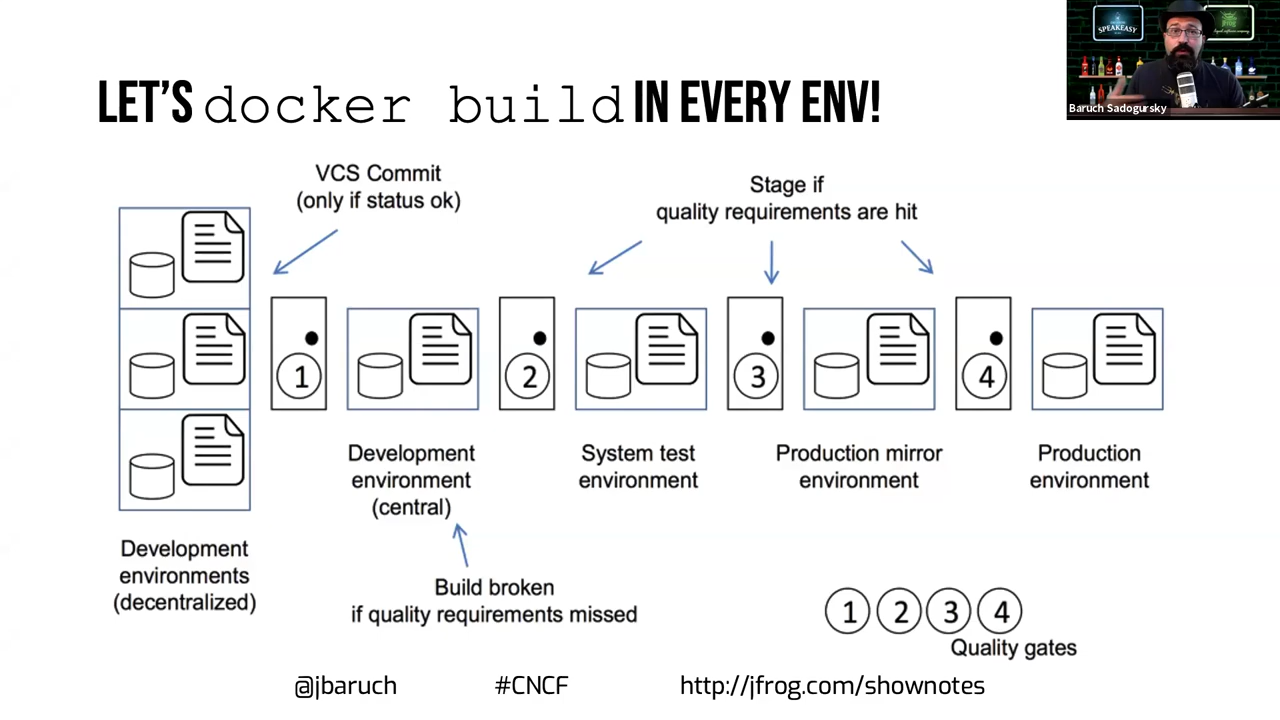 SPEAKEASY
JFrog
Baruch Sadogursky
LET'S docker build IN EVERY ENV!
VCS Commit
(only if status ok)
Stage if
quality requirements are hit
1
2
3
4
Development
environment
(central)
System test
environment
Production mirror
environment
Production
environment
Development
environments
(decentralized)
Build broken
if quality requirements missed
1 2 3 4
Quality gates
@jbaruch #CNCF http://jfrog.com/shownotes